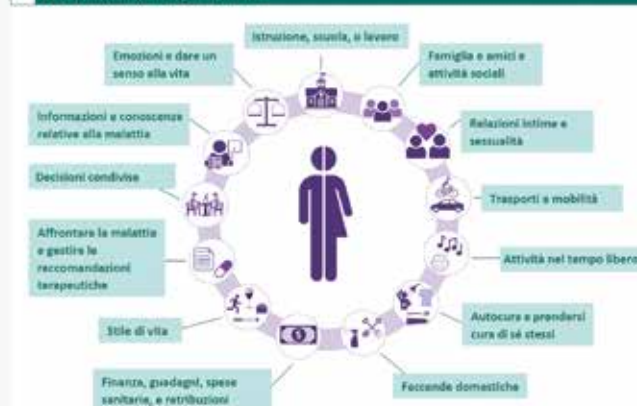 Istruzione, scuola, o lavoro
Emozioni e dare un
senso alla vita
Famiglia e amici e
attività sociali
Informazioni e conoscenze
relative alla malattia
Relazioni intime e
sessualità
Decisioni condivise
Trasporti e mobilità
Affrontare la malattia
e gestire le
raccomandazioni
terapeutiche
Attività nel tempo libero
Autocura e prendersi
cura di sé stessi
Stile di vita
Faccende domestiche
Finanza, guadagni, spese
sanitarie, e retribuzioni